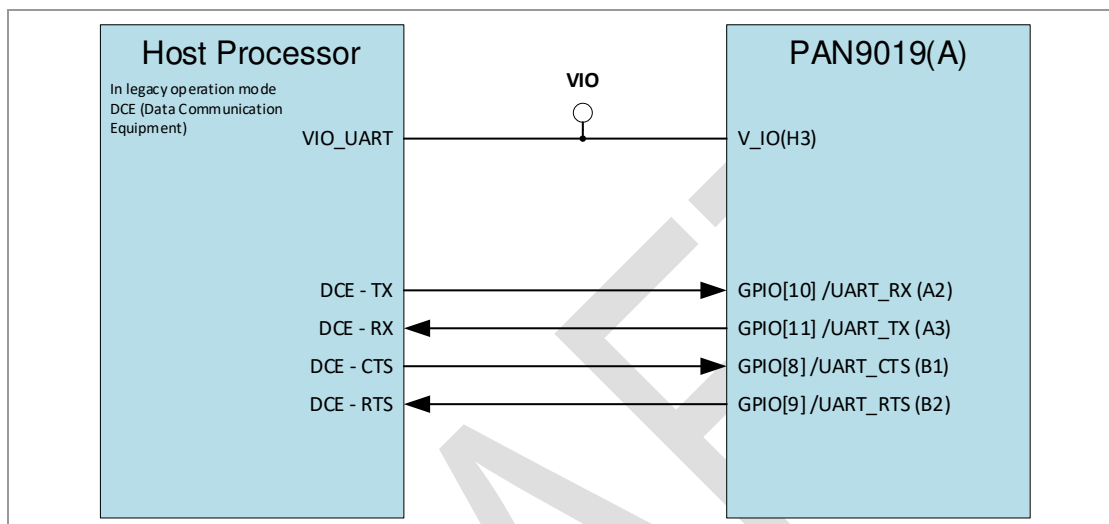 Host Processor
In legacy operation mode
DCE (Data Communication
Equipment)
VIO_UART
DCE - TX
DCE - RX
DCE - CTS
DCE - RTS
VIO
PAN9019(A)
V_IO(H3)
GPIO[10] /UART_RX (A2)
GPIO[11] /UART_TX (A3)
GPIO[8] /UART_CTS (B1)
GPIO[9] /UART_RTS (B2)